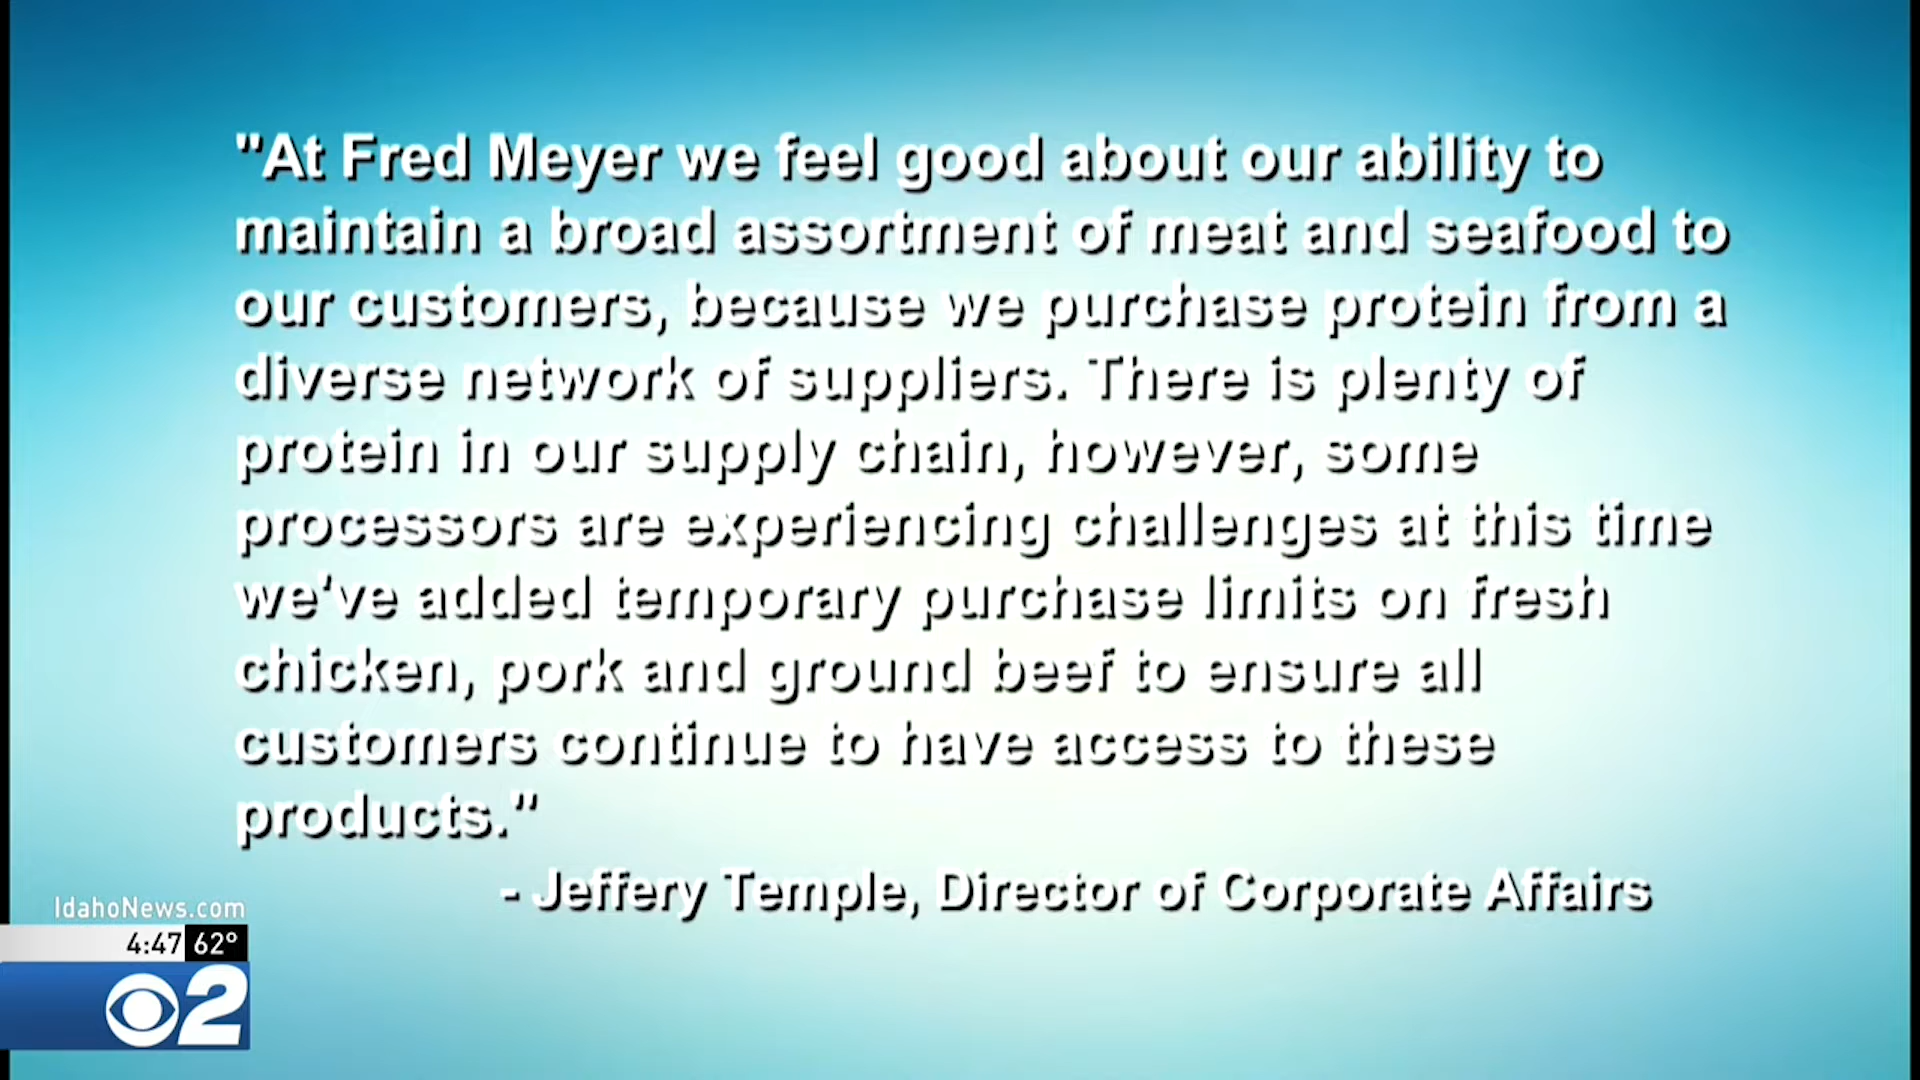 "At Fred Meyer we feel good about our ability to
maintain a broad assortment of meat and seafood to
our customers, because we purchase protein from a
diverse network of suppliers. There is plenty of
protein in our supply chain, however, some
processors are experiencing challenges at this time
we've added temporary purchase limits on fresh
chicken, pork and ground beef to ensure all
customers continue to have access to these
products."
- Jeffery Temple, Director of Corporate Affairs
IdahoNews.com
4:47 62°
2